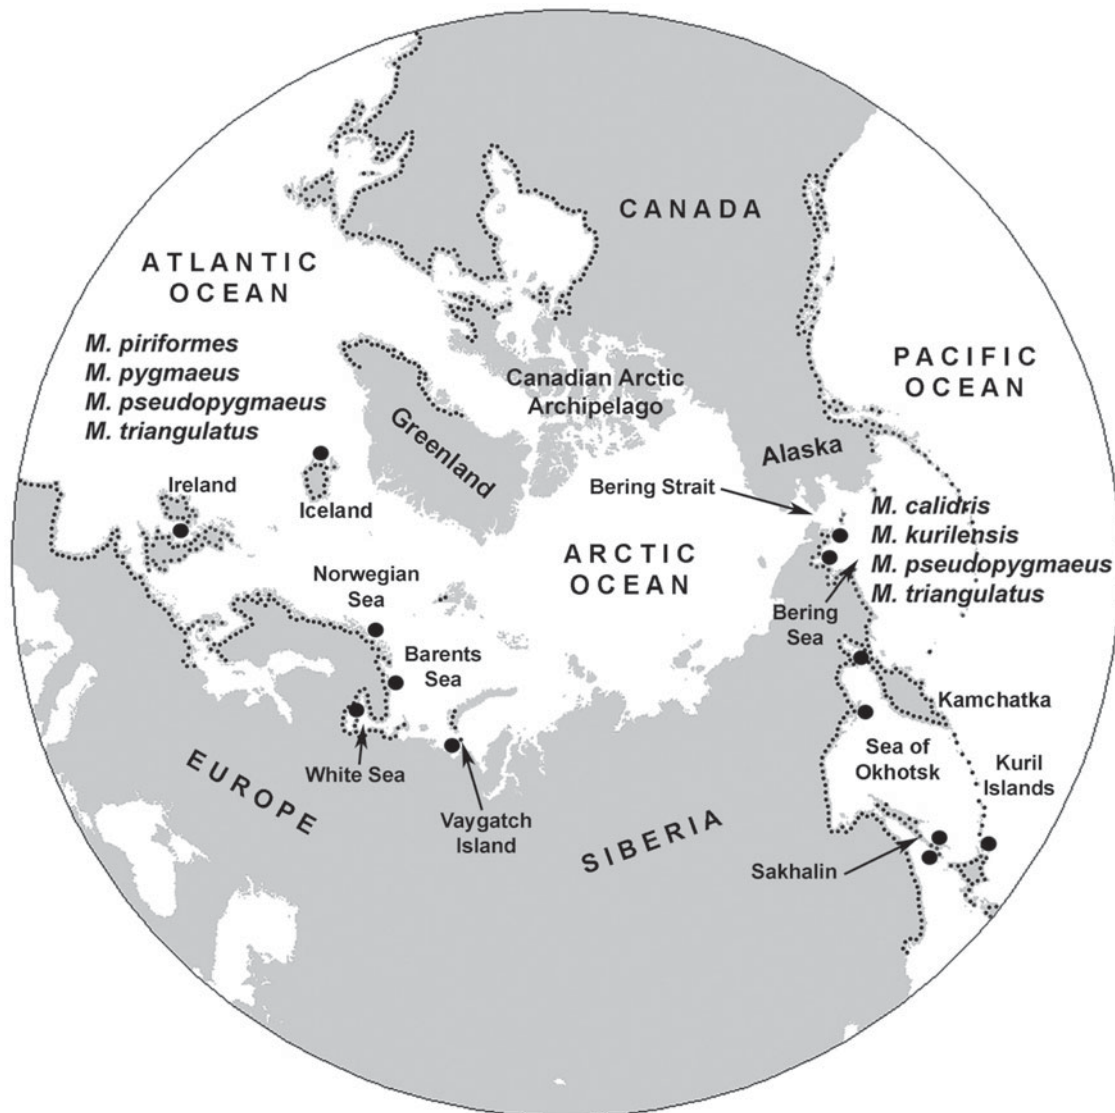 CANADA
ATLANTIC
OCEAN
M. piriformes
M. pygmaeus
M. pseudopygmaeus
M. triangulatus
PACIFIC
OCEAN
Canadian Arctic
Archipelago
Greenland
Alaska
Ireland
Iceland
Bering Strait
M. calidris
M. kurilensis
M. pseudopygmaeus
M. triangulatus
ARCTIC
OCEAN
Norwegian
Sea
Bering
Sea
Barents
Sea
Kamchatka
White Sea
Sea of
Okhotsk
Kuril
Islands
EUROPE
Vaygatch
Island
SIBERIA
Sakhalin